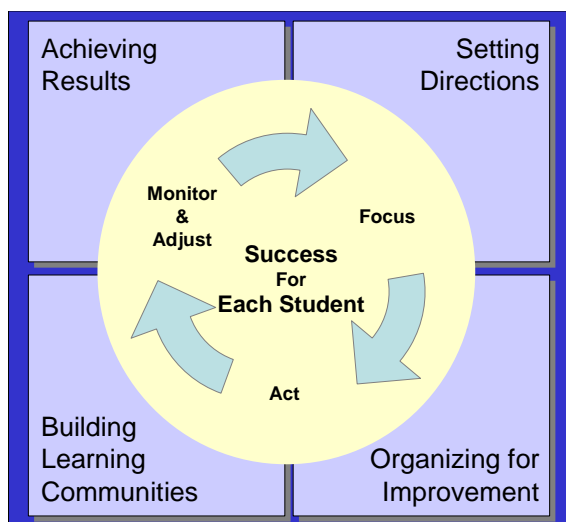 Achieving
Results
Setting
Directions
Monitor
&
Adjust
Focus
Success
For
Each Student
Act
Building
Learning
Communities
Organizing for
Improvement